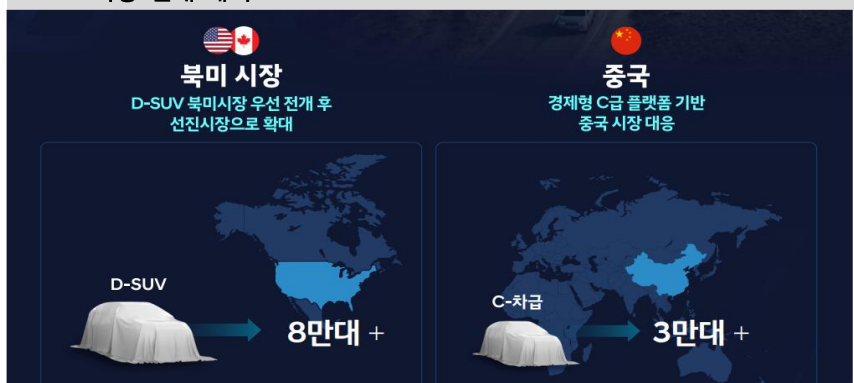 북미 시장
D-SUV 북미시장 우선 전개 후
선진시장으로 확대
D-SUV
8만대 +
중국
경제형 C급 플랫폼 기반
중국 시장 대응
C-차급
3만대 +